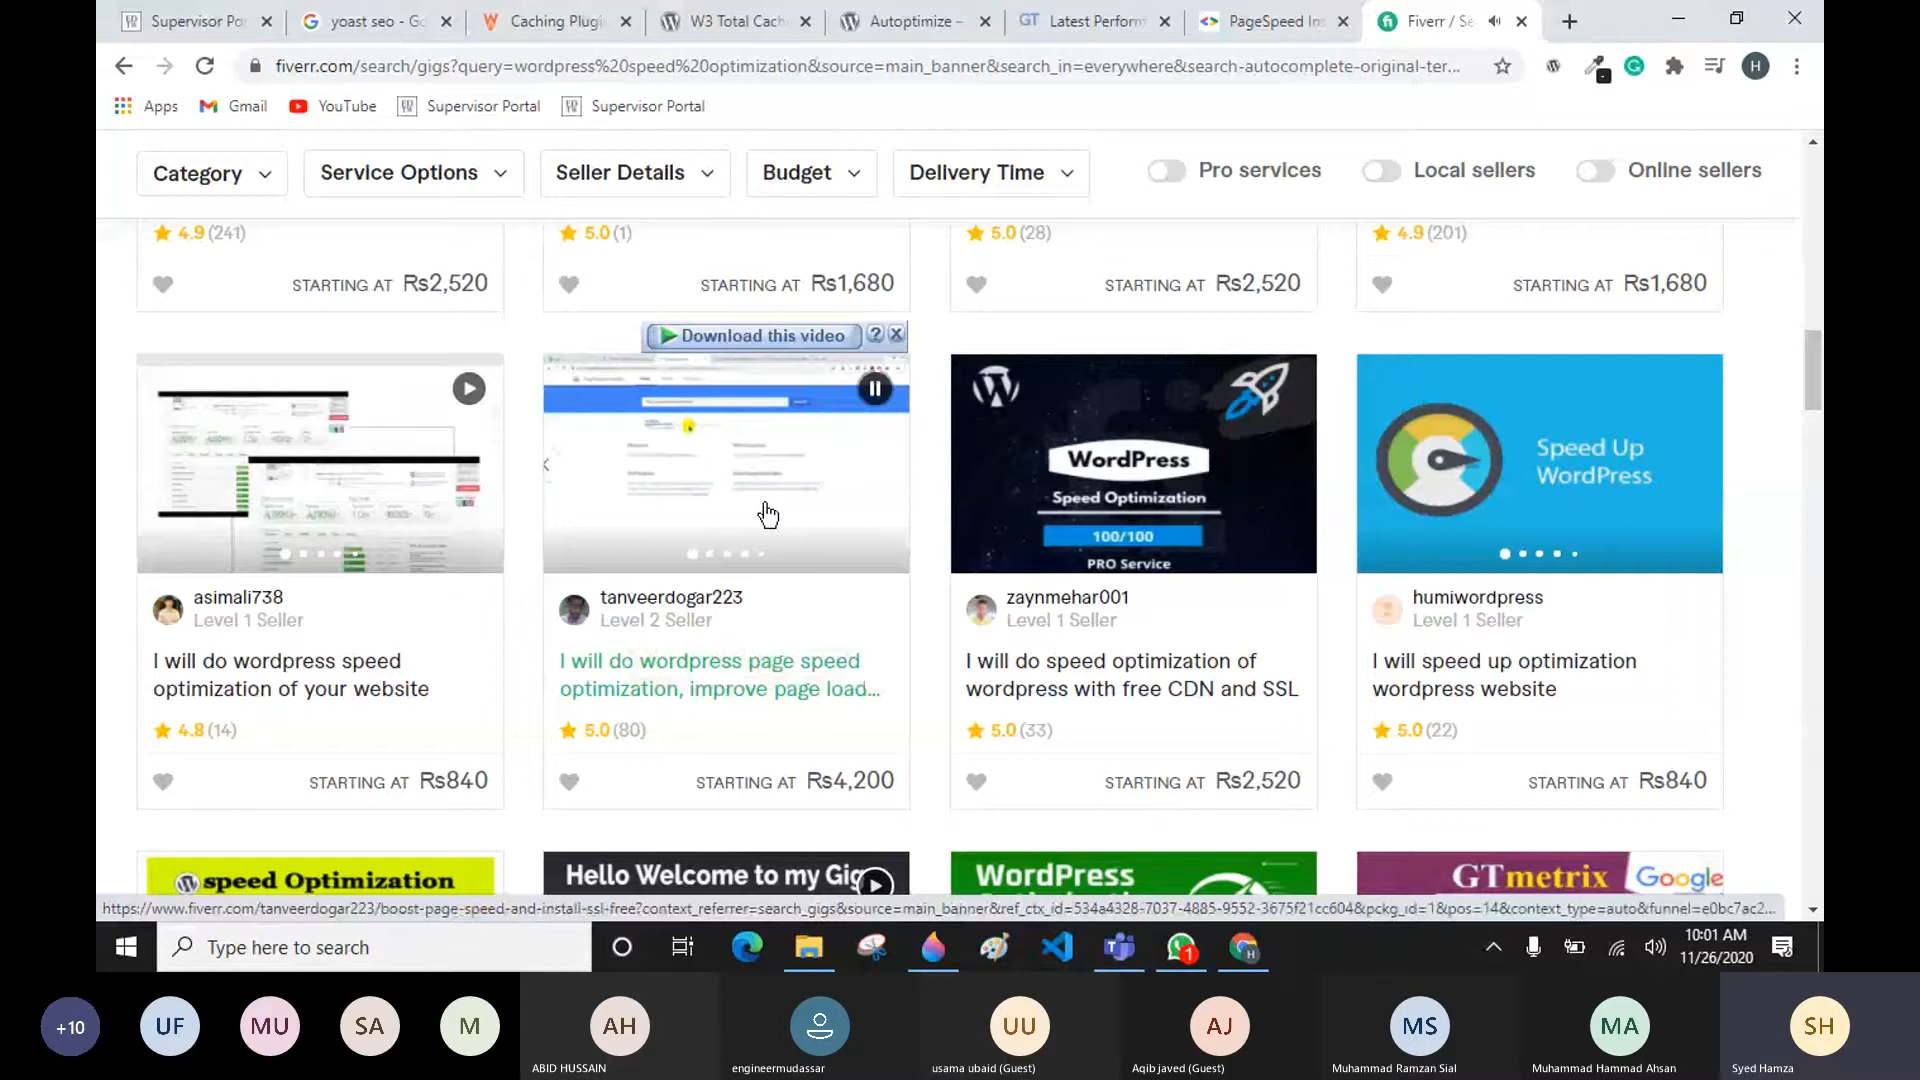 Supervisor Po
yoast seo - Go
Caching Plugi
W3 Total Cach
Autoptimize –
GT Latest Perform
PageSpeed In
Fiverr / Se
fiverr.com/search/gigs?query=wordpress%20speed%20optimization&source=main_banner&search_in=everywhere&search-autocomplete-original-ter...
H
Apps
Gmail
YouTube
Supervisor Portal
Supervisor Portal
Category
Service Options
Seller Details
Budget
Delivery Time
Pro services
Local sellers
Online sellers
4.9 (241)
5.0 (1)
5.0 (28)
4.9 (201)
STARTING AT Rs2,520
STARTING AT Rs1,680
STARTING AT Rs2,520
STARTING AT Rs1,680
Download this video
?
WordPress
Speed Optimization
100/100
PRO Service
Speed Up
WordPress
asimali738
Level 1 Seller
I will do wordpress speed
optimization of your website
4.8 (14)
STARTING AT Rs840
tanveerdogar223
Level 2 Seller
I will do wordpress page speed
optimization, improve page load...
5.0 (80)
STARTING AT Rs4,200
zaynmehar001
Level 1 Seller
I will do speed optimization of
wordpress with free CDN and SSL
5.0 (33)
STARTING AT Rs2,520
humiwordpress
Level 1 Seller
I will speed up optimization
wordpress website
5.0 (22)
STARTING AT Rs840
speed Optimization
Hello Welcome to my Gig
WordPress
GTmetrix
Google
https://www.fiverr.com/tanveerdogar223/boost-page-speed-and-install-ssl-free?context_referrer=search_gigs&source=main_banner&ref_ctx_id=534a4328-7037-4885-9552-3675f21cc604&pckg_id=1&pos=14&context_type=auto&funnel=e0bc7ac2...
Type here to search
1
H
10:01 AM
11/26/2020
+10
UF
MU
SA
M
AH
ABID HUSSAIN
engineermudassar
UU
usama ubaid (Guest)
AJ
Aqib javed (Guest)
MS
Muhammad Ramzan Sial
MA
Muhammad Hammad Ahsan
SH
Syed Hamza